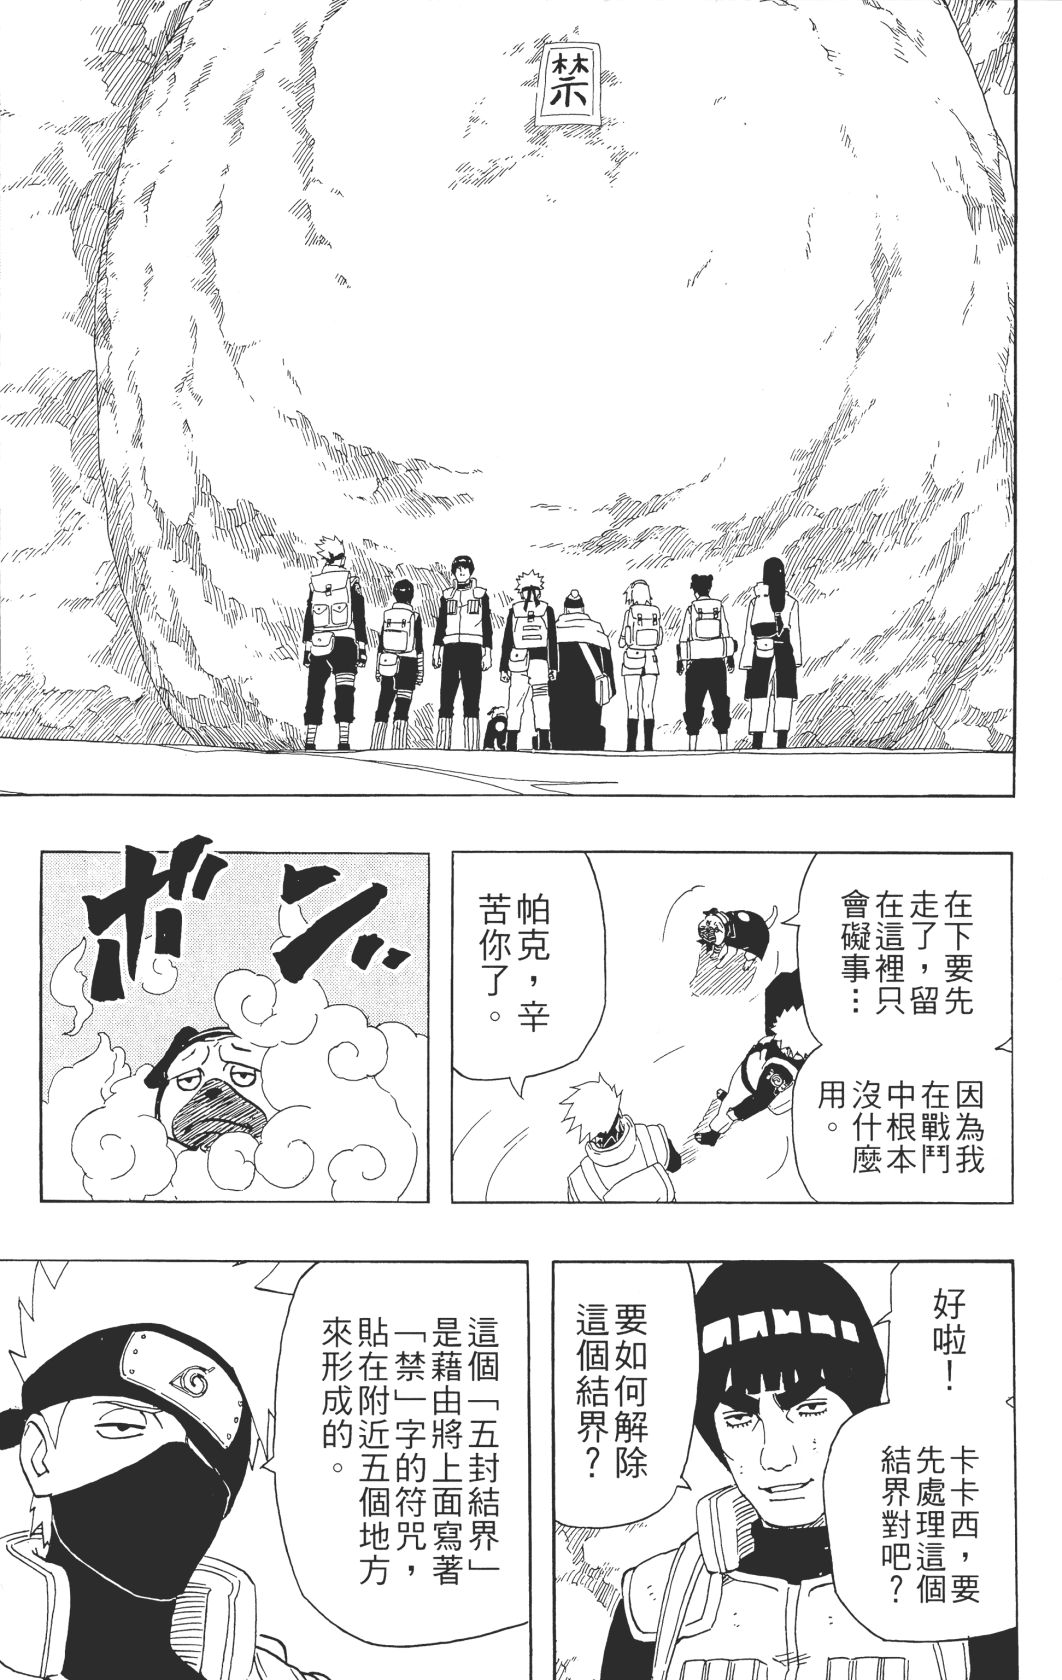 禁
在下要先
走了，留
在這裡只
會礙事…
因為我
在戰鬥
中根本
沒什麼
用。
帕克，辛
苦你了。
ボン
好啦！
卡卡西，要
先處理這個
結界對吧？
要如何解除
這個結界？
這個「五封結界」
是藉由將上面寫著
「禁」字的符咒，
貼在附近五個地方
來形成的。